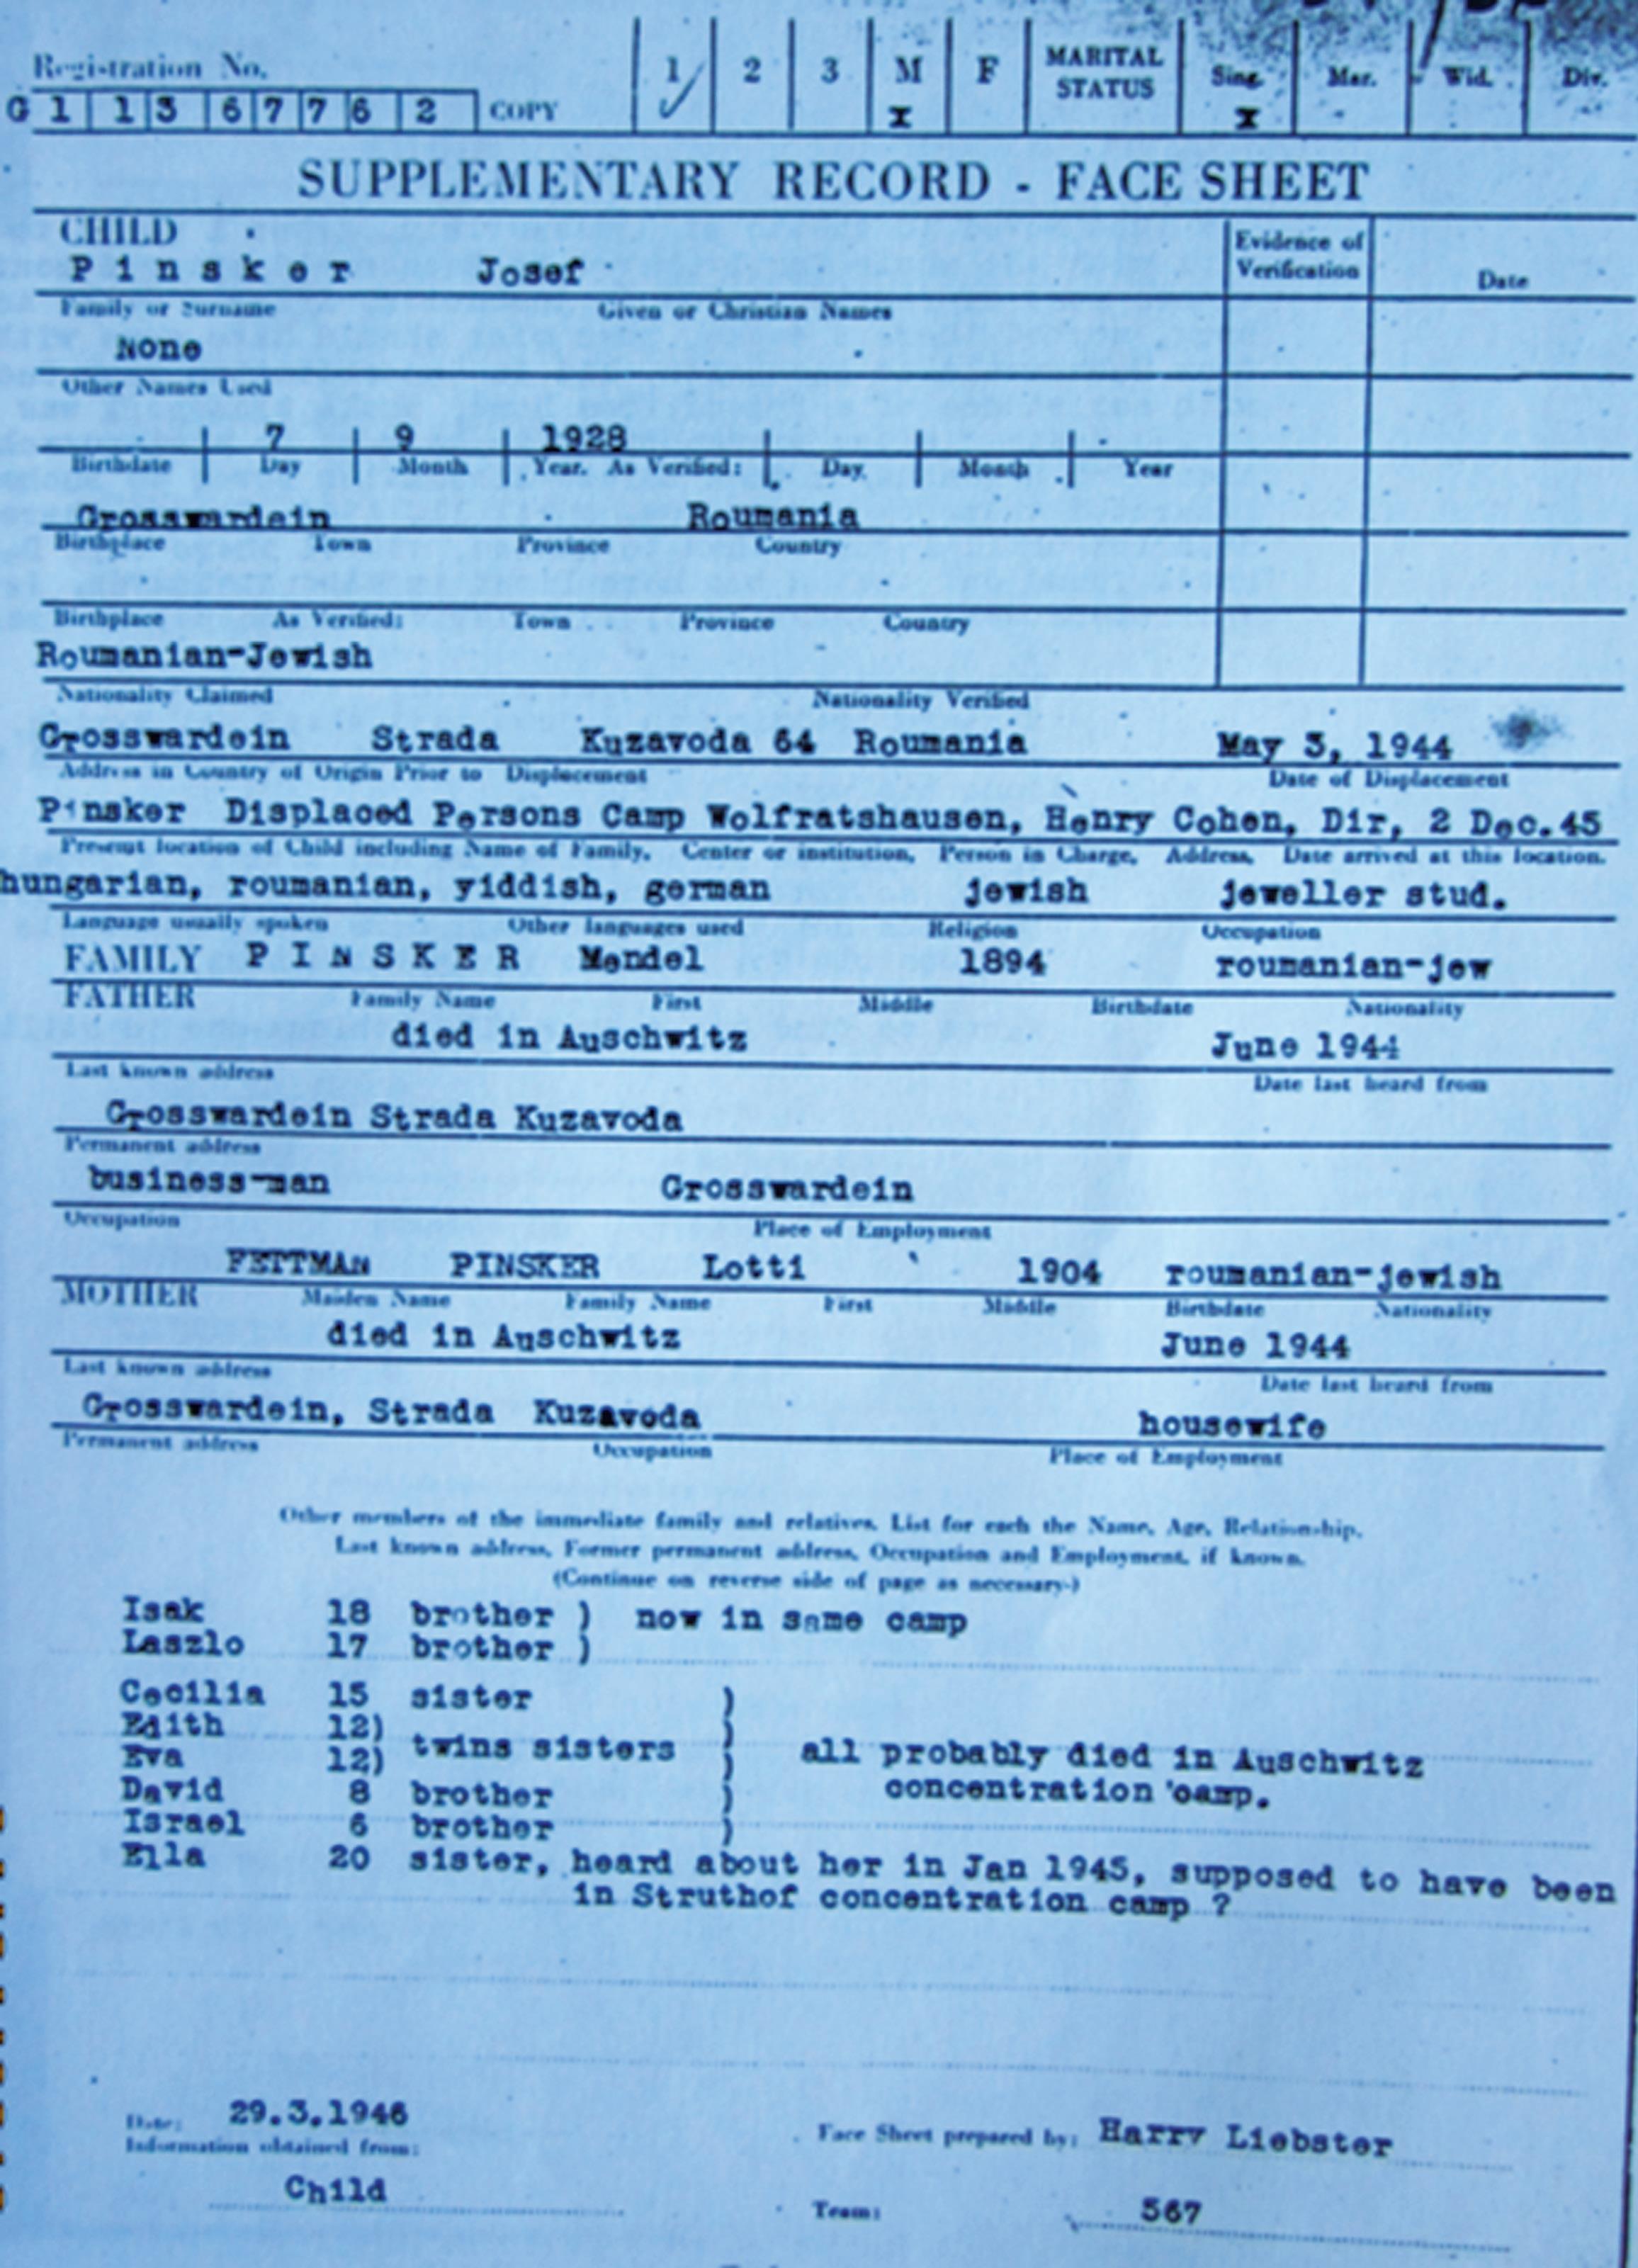 Registration No.
G 1 1 3 6 7 7 6 2 COPY 1 2 3 M F MARITAL STATUS Sing. Mar. Wid. Div.
X X
SUPPLEMENTARY RECORD - FACE SHEET
CHILD
Pinsker Josef Evidence of Verification Date
Family or Surname Given or Christian Names
None
Other Names Used
7 9 1928
Birthdate Day Month Year. As Verified: Day. Month Year
Grosswardein Roumania
Birthplace Town Province Country
Birthplace As Verified: Town Province Country
Roumanian-Jewish
Nationality Claimed Nationality Verified
Grosswardein Strada Kuzavoda 64 Roumania May 3, 1944
Address in Country of Origin Prior to Displacement Date of Displacement
Pinsker Displaced Persons Camp Wolfratshausen, Henry Cohen, Dir, 2 Dec.45
Present location of Child including Name of Family, Center or institution, Person in Charge, Address, Date arrived at this location.
hungarian, roumanian, yiddish, german jewish jeweller stud.
Language usually spoken Other languages used Religion Occupation
FAMILY PINSKER Mendel 1894 roumanian-jew
FATHER Family Name First Middle Birthdate Nationality
died in Auschwitz June 1944
Last known address Date last heard from
Grosswardein Strada Kuzavoda
Permanent address
business-man Grosswardein
Occupation Place of Employment
FETTMAN PINSKER Lotti 1904 roumanian-jewish
MOTHER Maiden Name Family Name First Middle Birthdate Nationality
died in Auschwitz June 1944
Last known address Date last heard from
Grosswardein, Strada Kuzavoda housewife
Permanent address Occupation Place of Employment
Other members of the immediate family and relatives. List for each the Name, Age, Relationship,
Last known address, Former permanent address, Occupation and Employment, if known.
(Continue on reverse side of page as necessary.)
Isak 18 brother ) now in same camp
Laszlo 17 brother )
Cecilia 15 sister )
Edith 12) )
Eva 12) twins sisters ) all probably died in Auschwitz
David 8 brother ) concentration camp.
Israel 6 brother )
Ella 20 sister, heard about her in Jan 1945, supposed to have been
in Struthof concentration camp ?
Date: 29.3.1946 Face Sheet prepared by: Harry Liebster
Information obtained from:
Child Team: 567